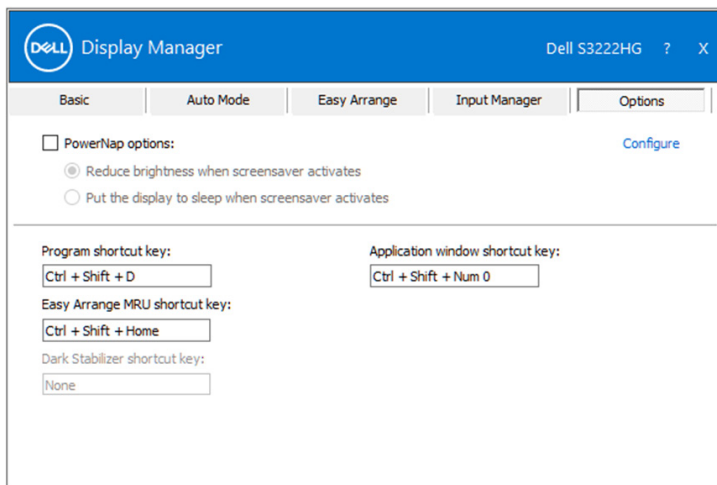 DELL Display Manager Dell S3222HG ? X
Basic Auto Mode Easy Arrange Input Manager Options
PowerNap options: Configure
Reduce brightness when screensaver activates
Put the display to sleep when screensaver activates
Program shortcut key: Application window shortcut key:
Ctrl + Shift + D Ctrl + Shift + Num 0
Easy Arrange MRU shortcut key:
Ctrl + Shift + Home
Dark Stabilizer shortcut key:
None